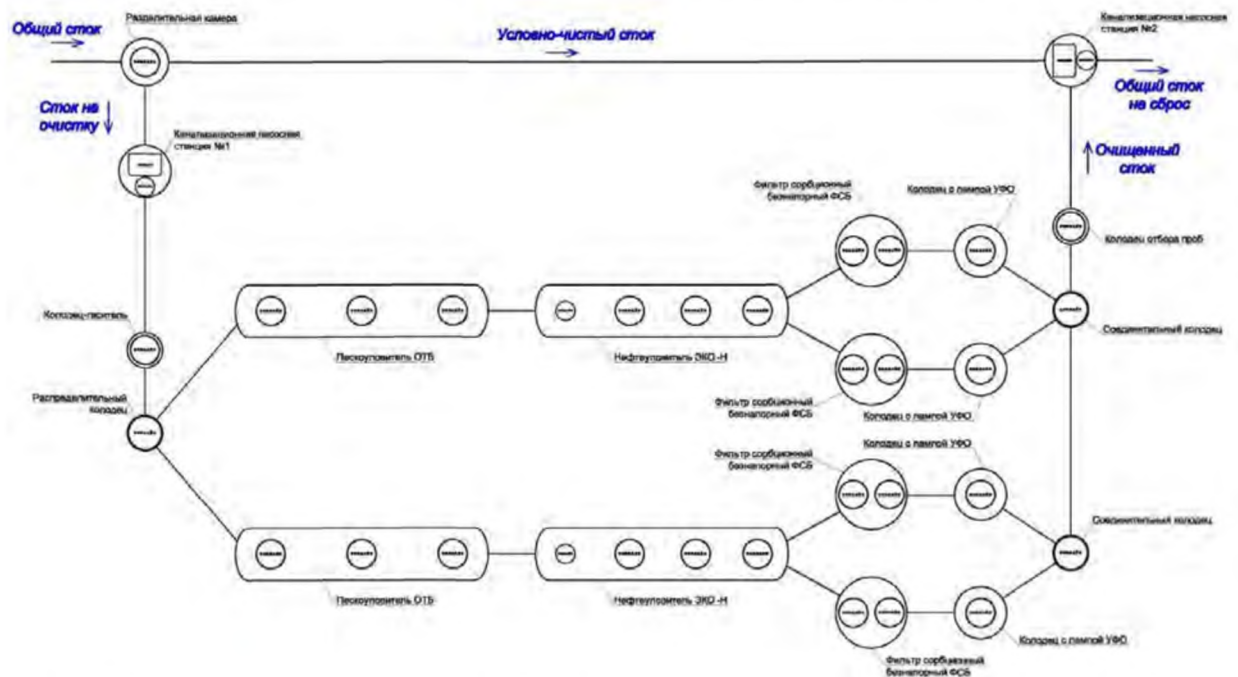 Разделительная камера
Канализационная насосная
станция №2
Общий сток
Условно-чистый сток
Общий сток
на сброс
Сток на
очистку
Канализационная насосная
станция №1
Очищенный
сток
Фильтр сорбционный
безнапорный ФСБ
Колодец с лампой УФО
Колодец отбора проб
Колодец-гаситель
Пескоуловитель ОТБ
Нефтеуловитель ЭКО-Н
Соединительный колодец
Распределительный
колодец
Фильтр сорбционный
безнапорный ФСБ
Колодец с лампой УФО
Фильтр сорбционный
безнапорный ФСБ
Колодец с лампой УФО
Соединительный колодец
Пескоуловитель ОТБ
Нефтеуловитель ЭКО-Н
Колодец с лампой УФО
Фильтр сорбционный
безнапорный ФСБ